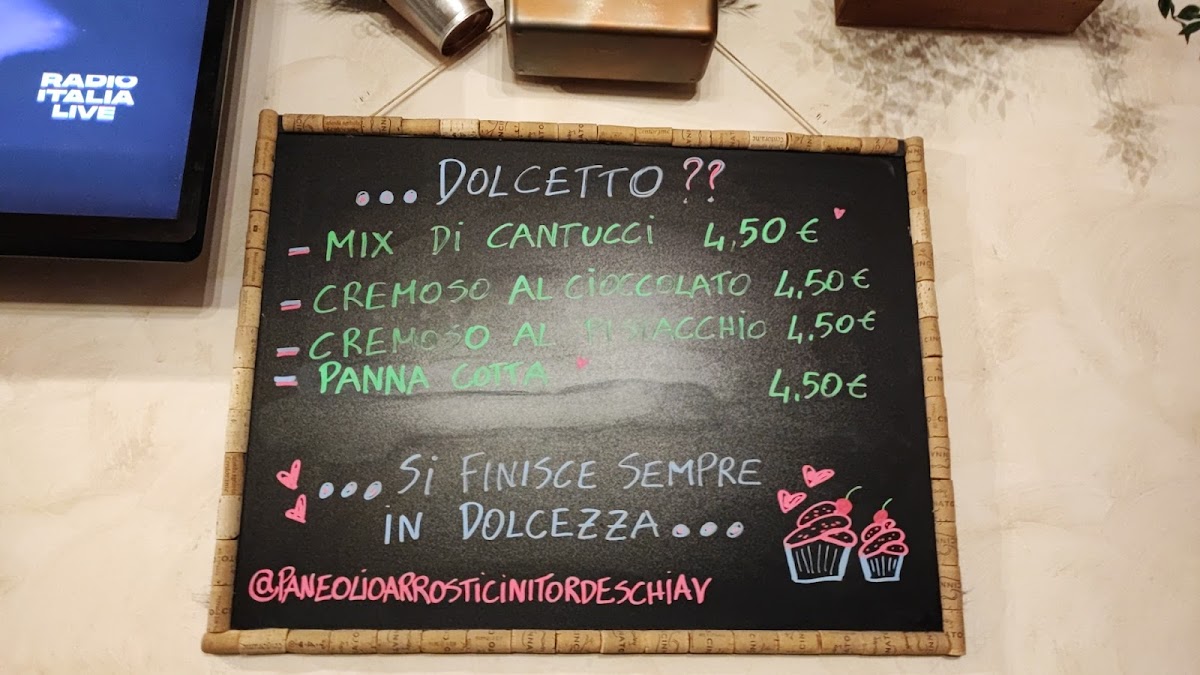 RADIO
ITALIA
LIVE
... DOLCETTO ??
- MIX Di CANTUCCi 4,50 €
- CREMOSO AL CiOCCOLATO 4.50 €
- CREMOSO AL PISTACCHiO 4.50 €
- PANNA COTTA 4.50 €
... Si FINISCE SEMPRE
iN DOLCEZZA...
@PANEOLIOARROSTICINITORDESCHIAV